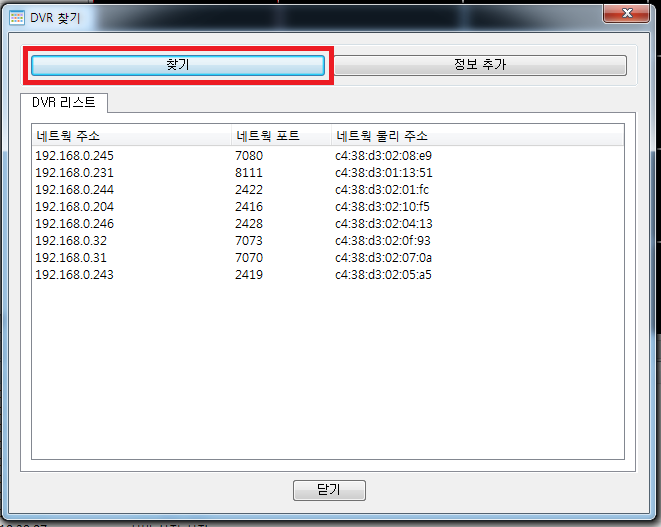 DVR 찾기
찾기 정보 추가
DVR 리스트
네트웍 주소 네트웍 포트 네트웍 물리 주소
192.168.0.245 7080 c4:38:d3:02:08:e9
192.168.0.231 8111 c4:38:d3:01:13:51
192.168.0.244 2422 c4:38:d3:02:01:fc
192.168.0.204 2416 c4:38:d3:02:10:f5
192.168.0.246 2428 c4:38:d3:02:04:13
192.168.0.32 7073 c4:38:d3:02:0f:93
192.168.0.31 7070 c4:38:d3:02:07:0a
192.168.0.243 2419 c4:38:d3:02:05:a5
닫기